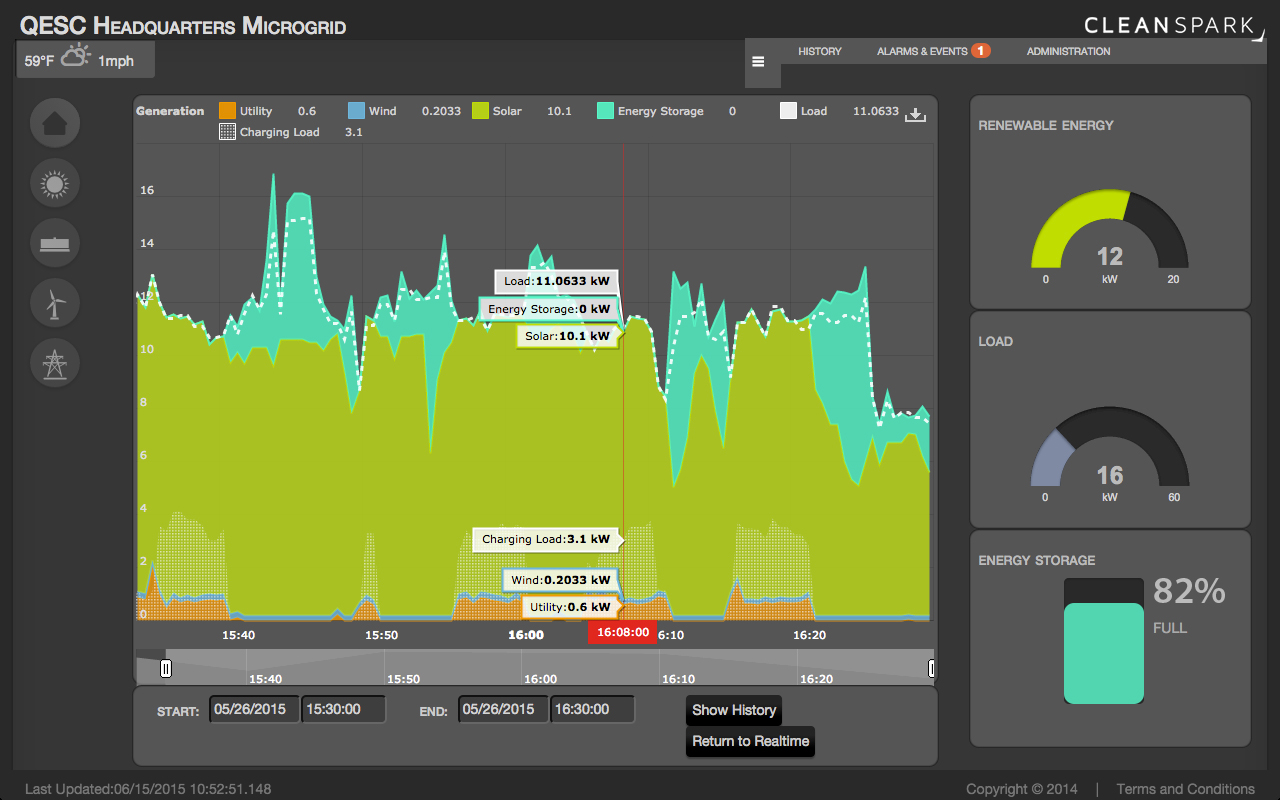 QESC HEADQUARTERS MICROGRID
CLEANSPARK
59°F 1mph
HISTORY ALARMS & EVENTS 1 ADMINISTRATION
Generation Utility 0.6 Wind 0.2033 Solar 10.1 Energy Storage 0 Load 11.0633
Charging Load 3.1
16
14
12
10
8
6
4
2
0
Load:11.0633 kW
Energy Storage:0 kW
Solar:10.1 kW
Charging Load:3.1 kW
Wind:0.2033 kW
Utility:0.6 kW
15:40 15:50 16:00 16:08:00 6:10 16:20
15:40 15:50 16:00 16:10 16:20
START: 05/26/2015 15:30:00 END: 05/26/2015 16:30:00 Show History
Return to Realtime
RENEWABLE ENERGY
12
0 kW 20
LOAD
16
0 kW 60
ENERGY STORAGE
82%
FULL
Last Updated:06/15/2015 10:52:51.148
Copyright © 2014 | Terms and Conditions